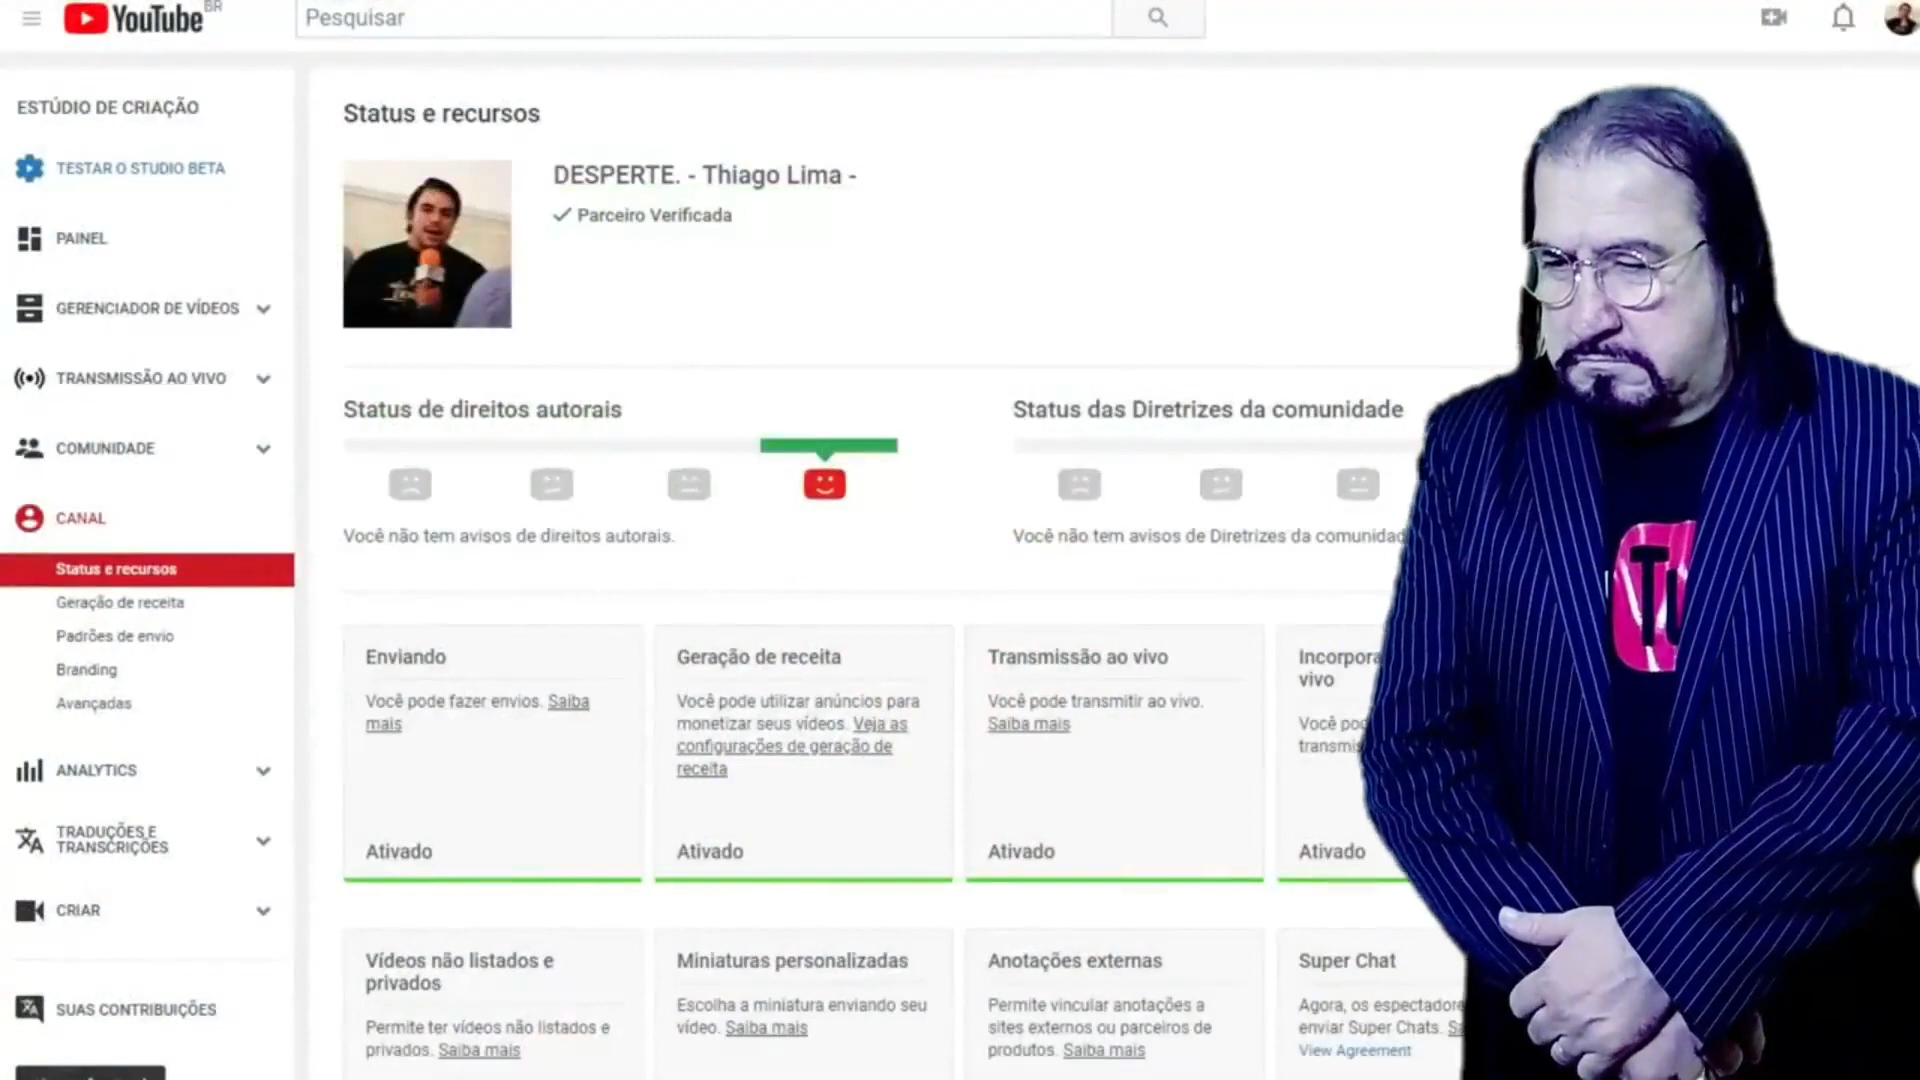 YouTube BR
Pesquisar
ESTÚDIO DE CRIAÇÃO
TESTAR O STUDIO BETA
PAINEL
GERENCIADOR DE VÍDEOS
TRANSMISSÃO AO VIVO
COMUNIDADE
CANAL
Status e recursos
Geração de receita
Padrões de envio
Branding
Avançadas
ANALYTICS
TRADUÇÕES E
TRANSCRIÇÕES
CRIAR
SUAS CONTRIBUIÇÕES
Status e recursos
DESPERTE. - Thiago Lima -
Parceiro Verificada
Status de direitos autorais
Você não tem avisos de direitos autorais.
Status das Diretrizes da comunidade
Você não tem avisos de Diretrizes da comunidad
Enviando
Você pode fazer envios. Saiba
mais
Ativado
Geração de receita
Você pode utilizar anúncios para
monetizar seus vídeos. Veja as
configurações de geração de
receita
Ativado
Transmissão ao vivo
Você pode transmitir ao vivo.
Saiba mais
Ativado
Incorpora
vivo
Você pod
transmis
Ativado
Vídeos não listados e
privados
Permite ter vídeos não listados e
privados. Saiba mais
Miniaturas personalizadas
Escolha a miniatura enviando seu
vídeo. Saiba mais
Anotações externas
Permite vincular anotações a
sites externos ou parceiros de
produtos. Saiba mais
Super Chat
Agora, os espectadore
enviar Super Chats. Sa
View Agreement
Tu